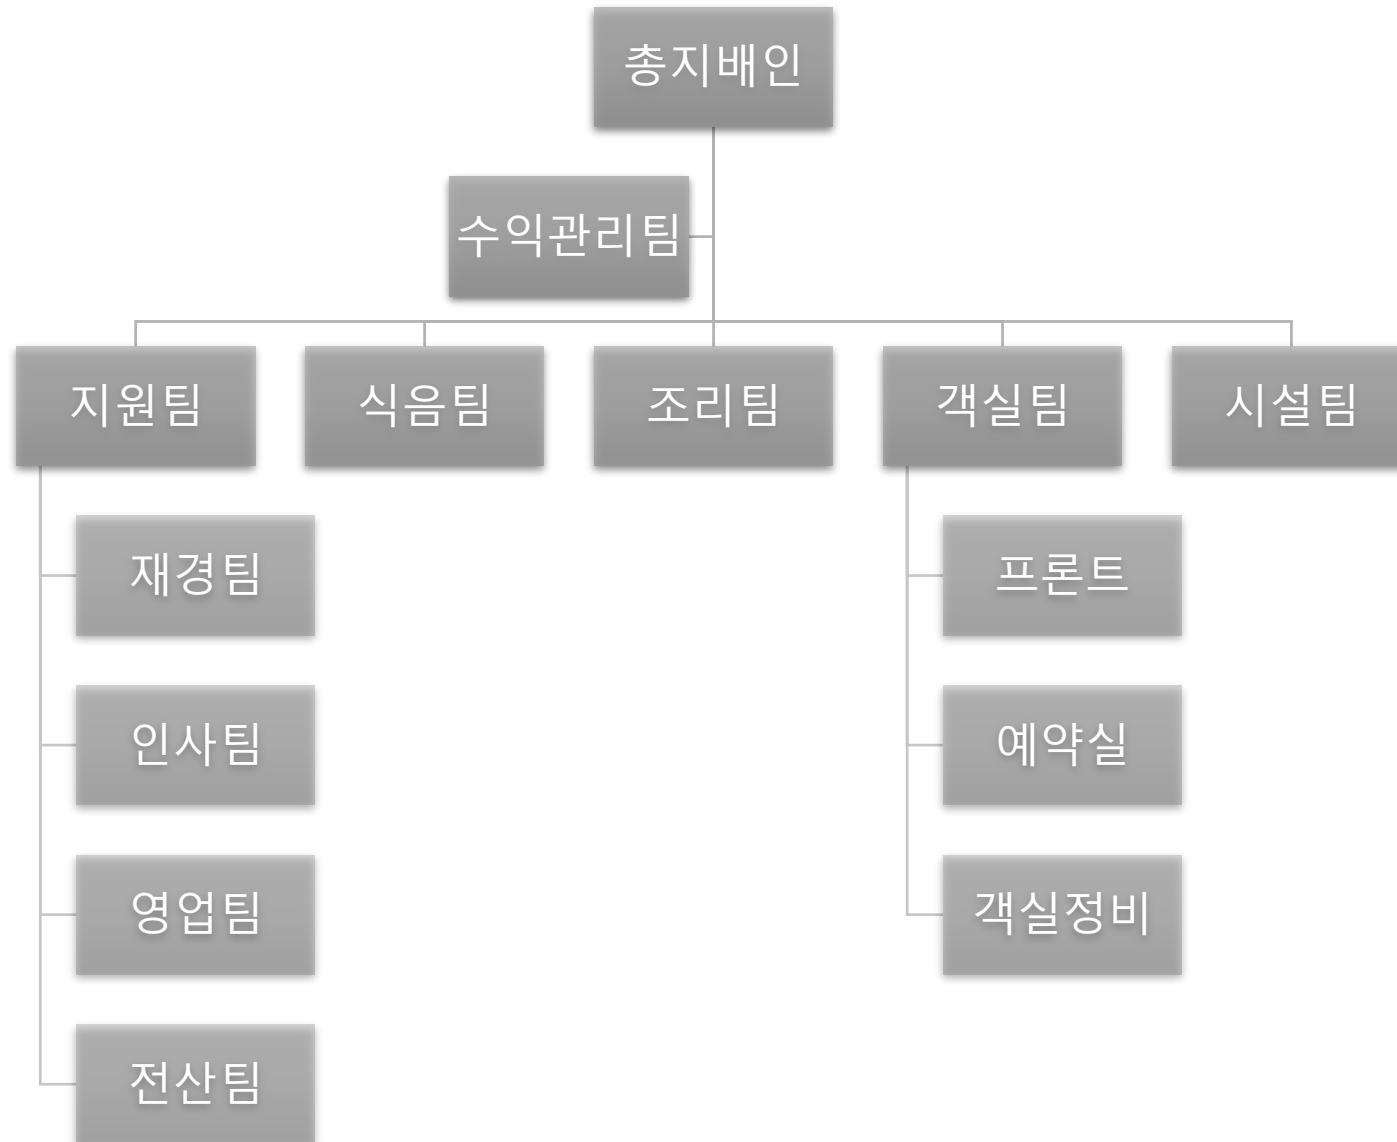 총지배인
수익관리팀
지원팀
식음팀
조리팀
객실팀
시설팀
재경팀
인사팀
영업팀
전산팀
프론트
예약실
객실정비